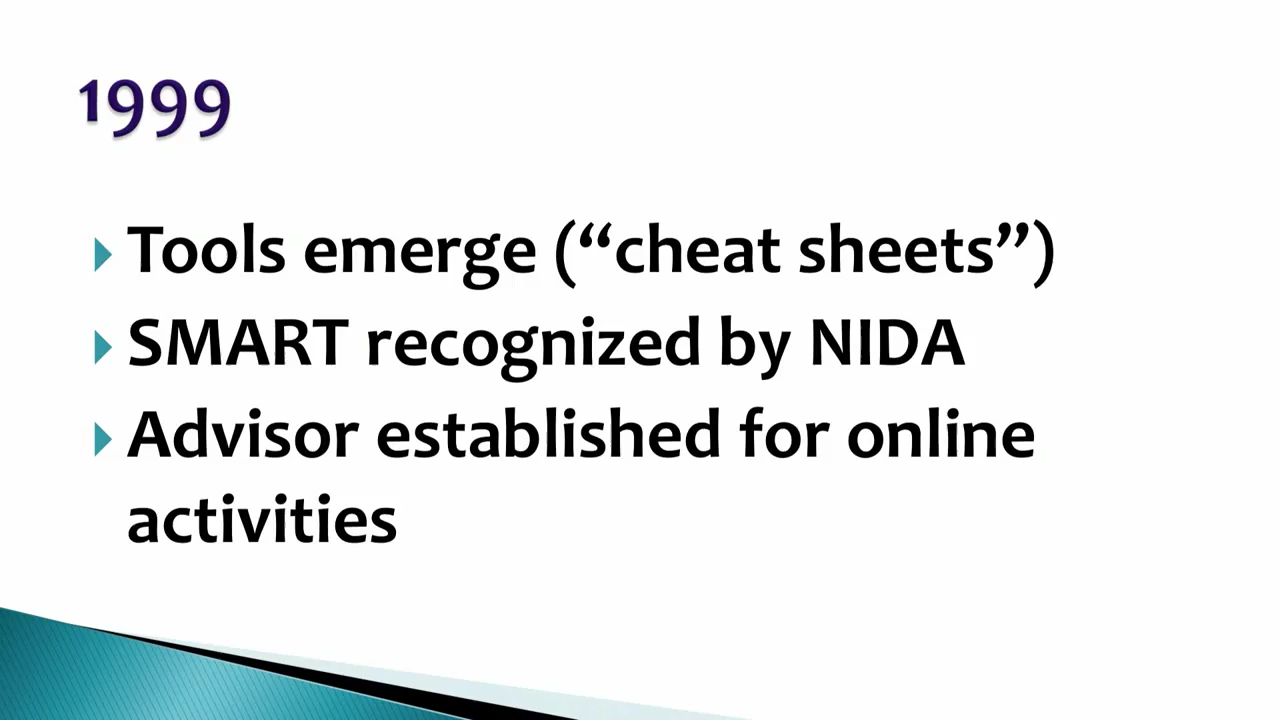 1999
Tools emerge (“cheat sheets”)
SMART recognized by NIDA
Advisor established for online
activities